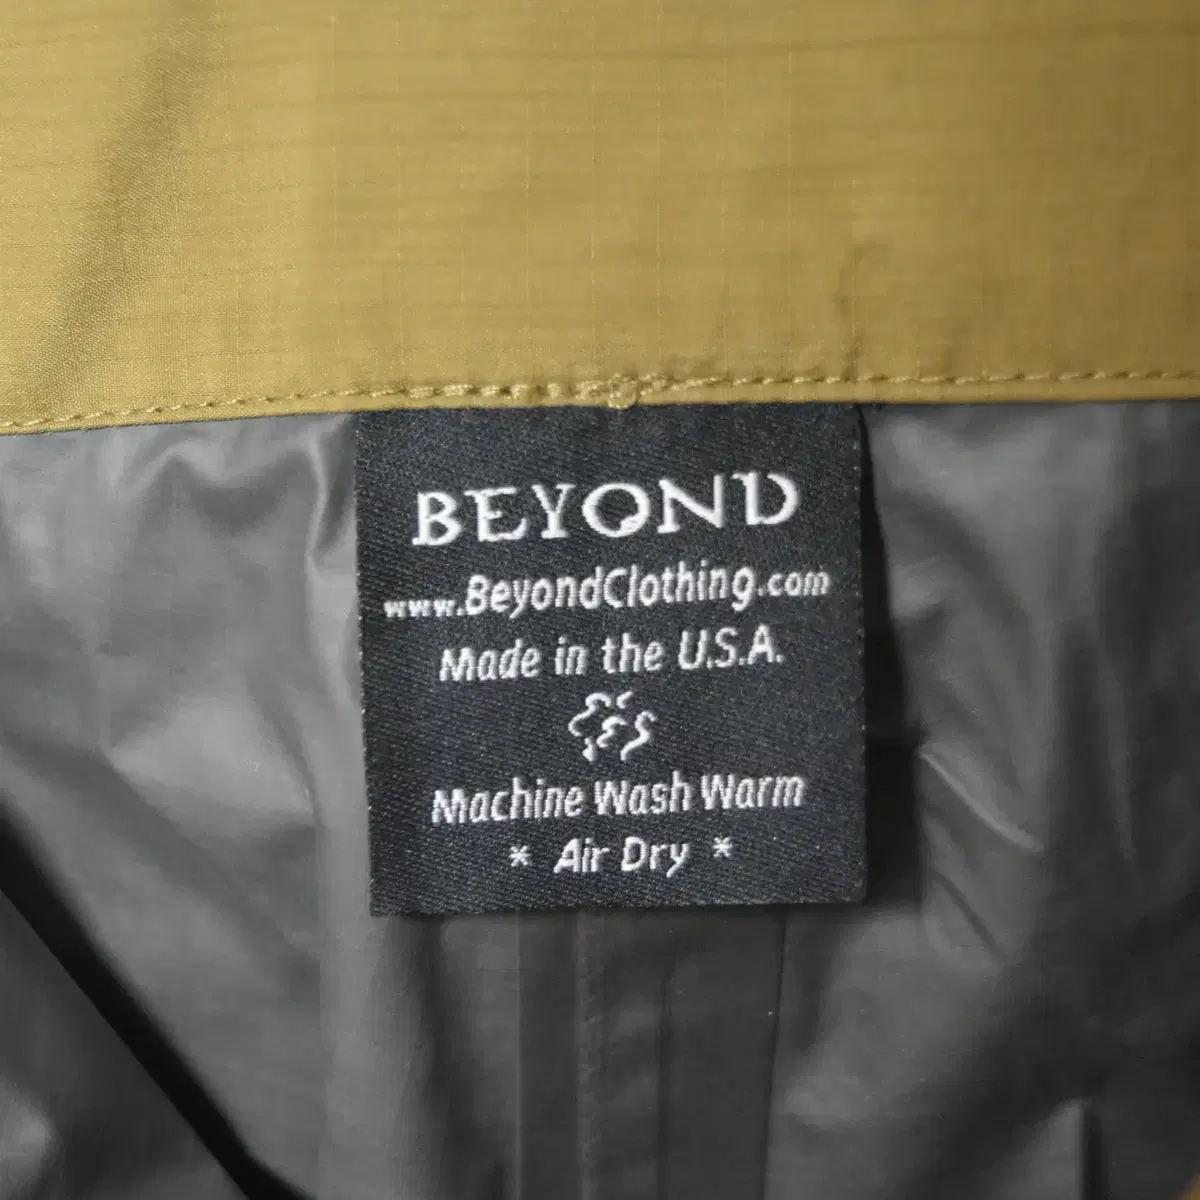 BEYOND
www.BeyondClothing.com
Made in the U.S.A.
Machine Wash Warm
* Air Dry *